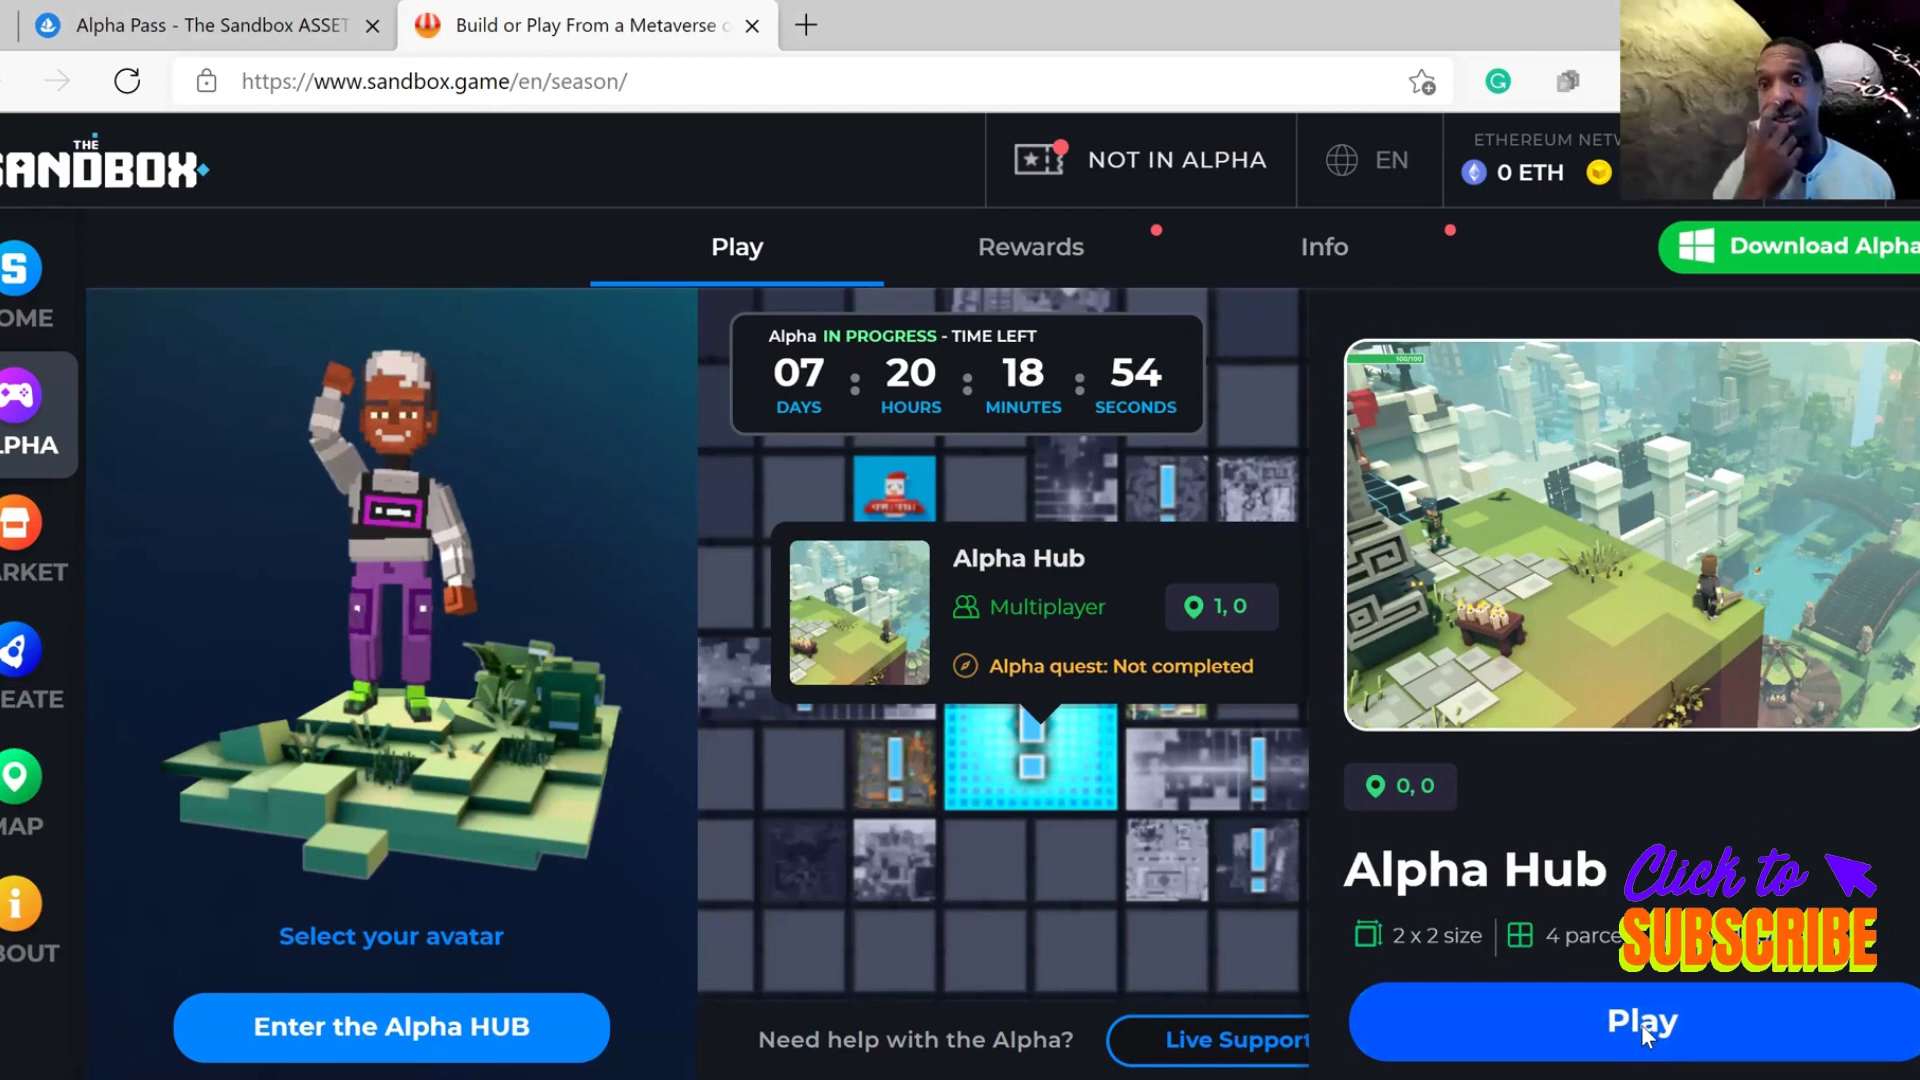 Alpha Pass - The Sandbox ASSET
Build or Play From a Metaverse
https://www.sandbox.game/en/season/
THE
SANDBOX
NOT IN ALPHA
EN
ETHEREUM NETW
0 ETH
Play
Rewards
Info
Download Alpha
OME
LPHA
ARKET
EATE
MAP
BOUT
Alpha IN PROGRESS - TIME LEFT
07 : 20 : 18 : 54
DAYS HOURS MINUTES SECONDS
100/100
Alpha Hub
Multiplayer
1, 0
Alpha quest: Not completed
Select your avatar
Enter the Alpha HUB
Need help with the Alpha?
Live Support
0, 0
Alpha Hub
2 x 2 size
4 parce
Click to
SUBSCRIBE
Play